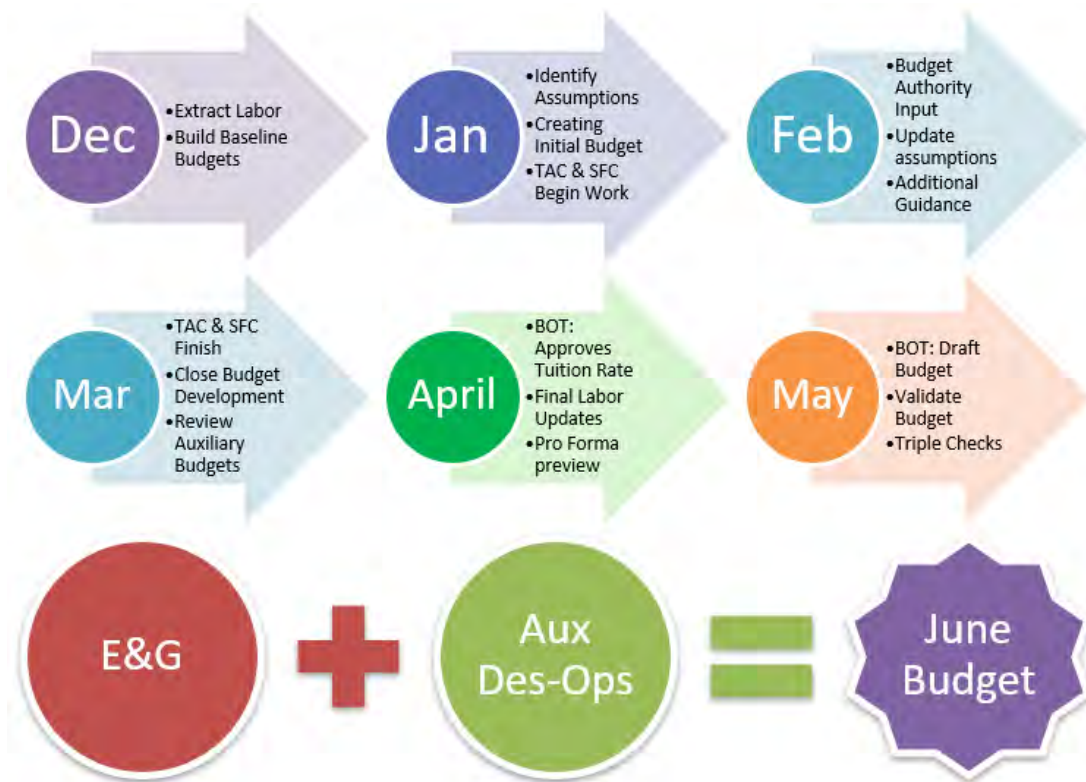 Dec
•Extract Labor
•Build Baseline
Budgets
Jan
•Identify
Assumptions
•Creating
Initial Budget
•TAC & SFC
Begin Work
Feb
•Budget
Authority
Input
•Update
assumptions
•Additional
Guidance
Mar
•TAC & SFC
Finish
•Close Budget
Development
•Review
Auxiliary
Budgets
April
•BOT:
Approves
Tuition Rate
•Final Labor
Updates
•Pro Forma
preview
May
•BOT: Draft
Budget
•Validate
Budget
•Triple Checks
E&G
Aux
Des-Ops
June
Budget